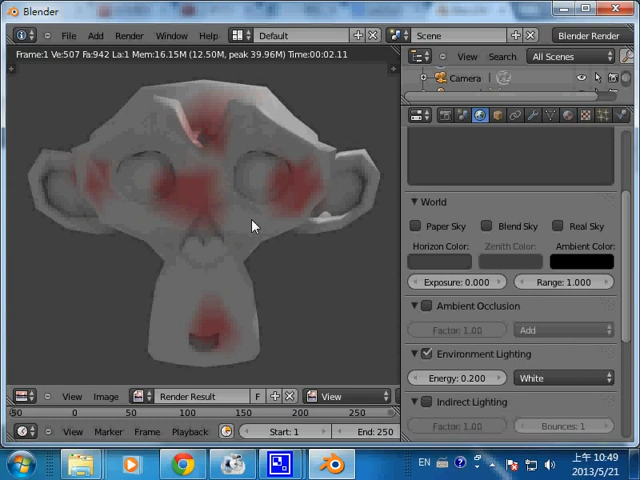 Blender
File Add Render Window Help Default Scene Blender Render
Frame:1 Ve:507 Fa:942 La:1 Mem:16.15M (12.50M, peak 39.96M) Time:00:02.11
View Search All Scenes
Camera
World
Paper Sky Blend Sky Real Sky
Horizon Color: Zenith Color: Ambient Color:
Exposure: 0.000 Range: 1.000
Ambient Occlusion
Factor: 1.00 Add
Environment Lighting
Energy: 0.200 White
Indirect Lighting
Factor: 1.00 Bounces: 1
View Image Render Result F View
-50 0 50 100 150 200 250
View Marker Frame Playback Start: 1 End: 250
EN
上午 10:49
2013/5/21